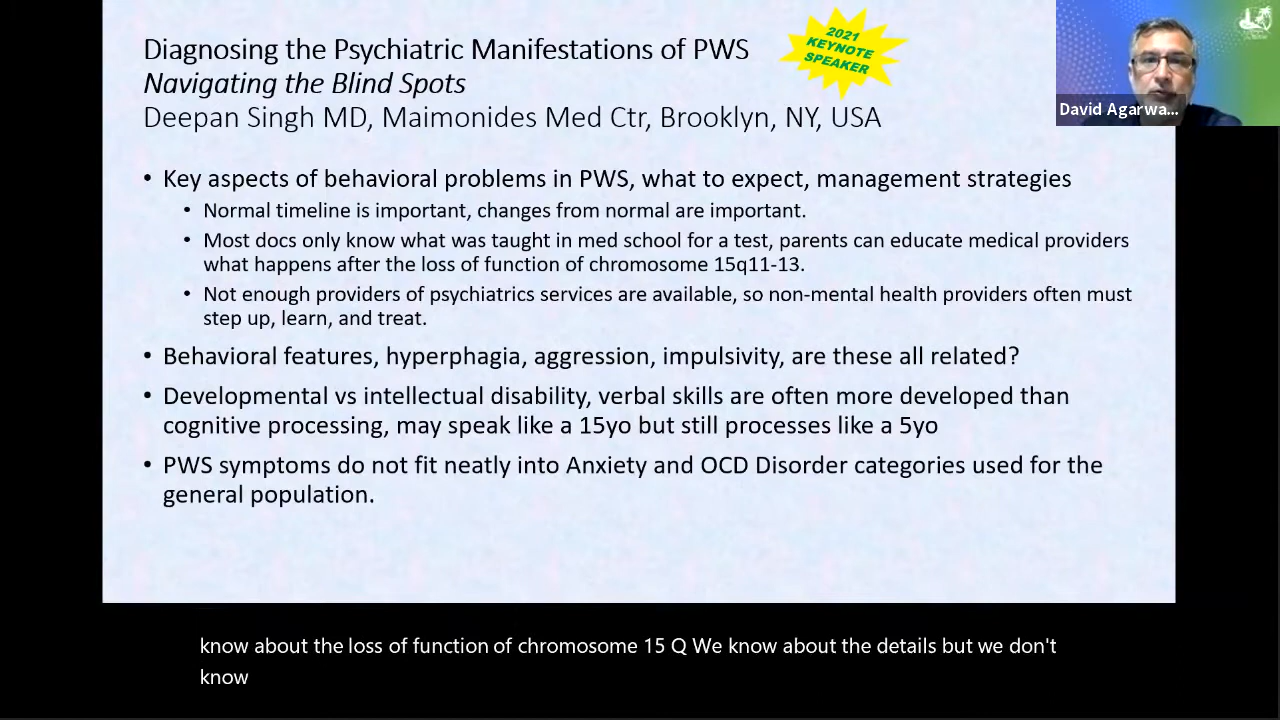 Diagnosing the Psychiatric Manifestations of PWS
Navigating the Blind Spots
Deepan Singh MD, Maimonides Med Ctr, Brooklyn, NY, USA
2021
KEYNOTE
SPEAKER
David Agarwa...
• Key aspects of behavioral problems in PWS, what to expect, management strategies
• Normal timeline is important, changes from normal are important.
• Most docs only know what was taught in med school for a test, parents can educate medical providers
what happens after the loss of function of chromosome 15q11-13.
• Not enough providers of psychiatrics services are available, so non-mental health providers often must
step up, learn, and treat.
• Behavioral features, hyperphagia, aggression, impulsivity, are these all related?
• Developmental vs intellectual disability, verbal skills are often more developed than
cognitive processing, may speak like a 15yo but still processes like a 5yo
• PWS symptoms do not fit neatly into Anxiety and OCD Disorder categories used for the
general population.
know about the loss of function of chromosome 15 Q We know about the details but we don't
know